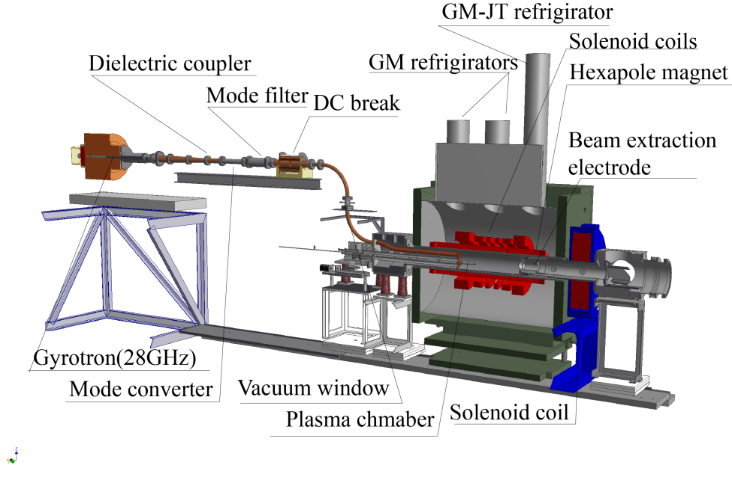 GM-JT refrigirator
Solenoid coils
GM refrigirators
Hexapole magnet
Dielectric coupler
Mode filter
DC break
Beam extraction
electrode
Gyrotron(28GHz)
Mode converter
Vacuum window
Plasma chmaber
Solenoid coil